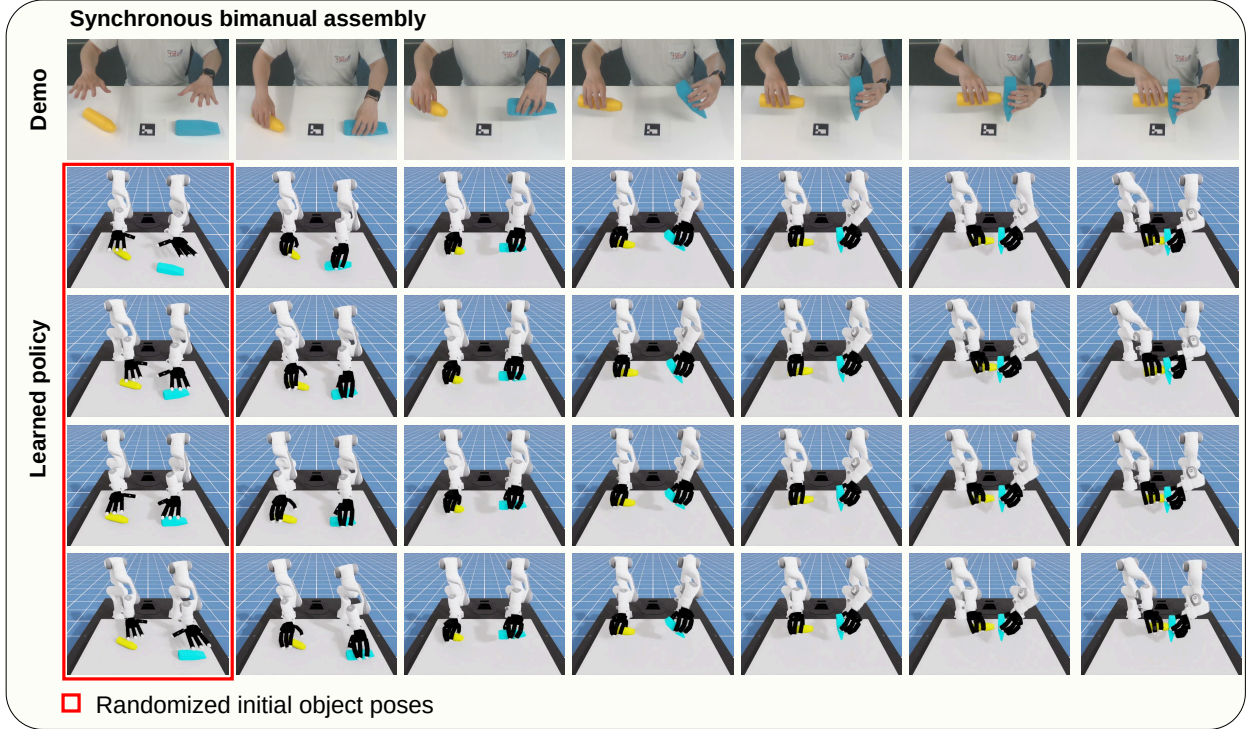 Synchronous bimanual assembly
Demo
Learned policy
Randomized initial object poses